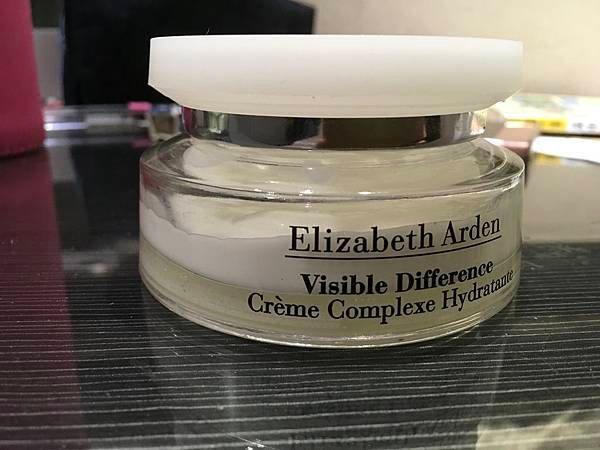 Elizabeth Arden
Visible Difference
Crème Complexe Hydratante